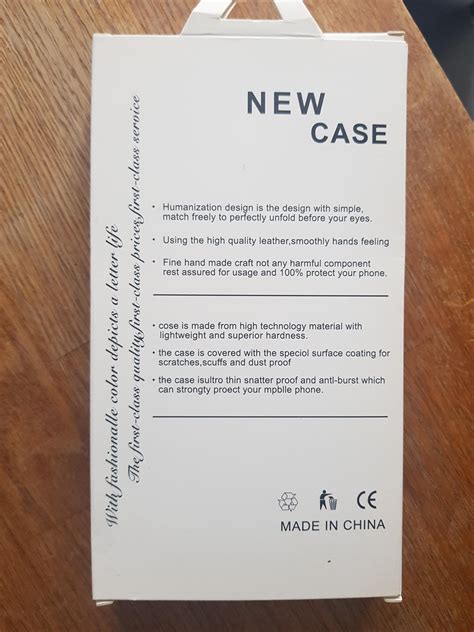 NEW
CASE
• Humanization design is the design with simple,
match freely to perfectly unfold before your eyes.
• Using the high quality leather,smoothly hands feeling
• Fine hand made craft not any harmful component
rest assured for usage and 100% protect your phone.
• cose is made from high technology material with
lightweight and superior hardness.
• the case is covered with the speciol surface coating for
scratches,scuffs and dust proof
• the case isultro thin snatter proof and antl-burst which
can strongty proect your mpblle phone.
With fashionalle color depicts a letter life
The first-class quality,first-class prices,first-class service
CE
MADE IN CHINA